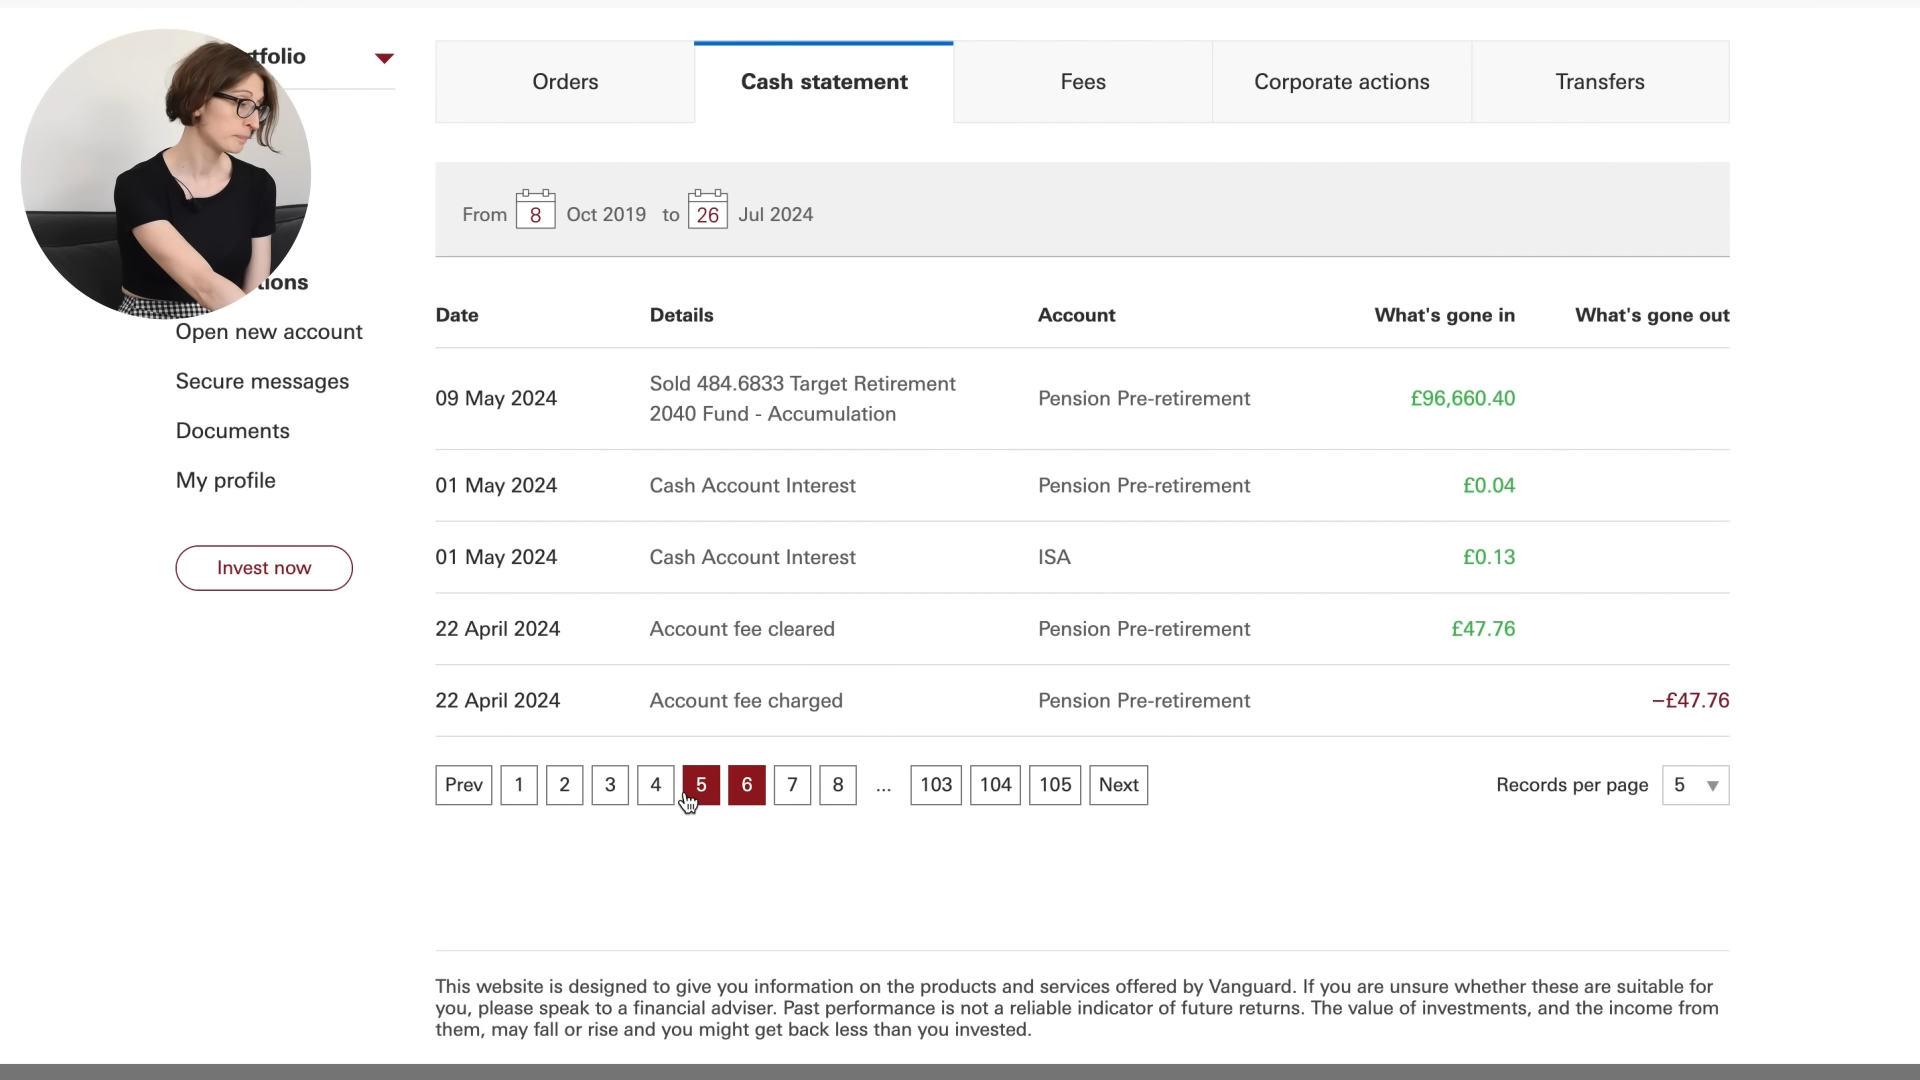 tfolio
Orders
Cash statement
Fees
Corporate actions
Transfers
From 8 Oct 2019 to 26 Jul 2024
tions
Open new account
Secure messages
Documents
My profile
Invest now
Date Details Account What's gone in What's gone out
09 May 2024 Sold 484.6833 Target Retirement
2040 Fund - Accumulation Pension Pre-retirement £96,660.40
01 May 2024 Cash Account Interest Pension Pre-retirement £0.04
01 May 2024 Cash Account Interest ISA £0.13
22 April 2024 Account fee cleared Pension Pre-retirement £47.76
22 April 2024 Account fee charged Pension Pre-retirement –£47.76
Prev 1 2 3 4 5 6 7 8 ... 103 104 105 Next
Records per page 5
This website is designed to give you information on the products and services offered by Vanguard. If you are unsure whether these are suitable for
you, please speak to a financial adviser. Past performance is not a reliable indicator of future returns. The value of investments, and the income from
them, may fall or rise and you might get back less than you invested.